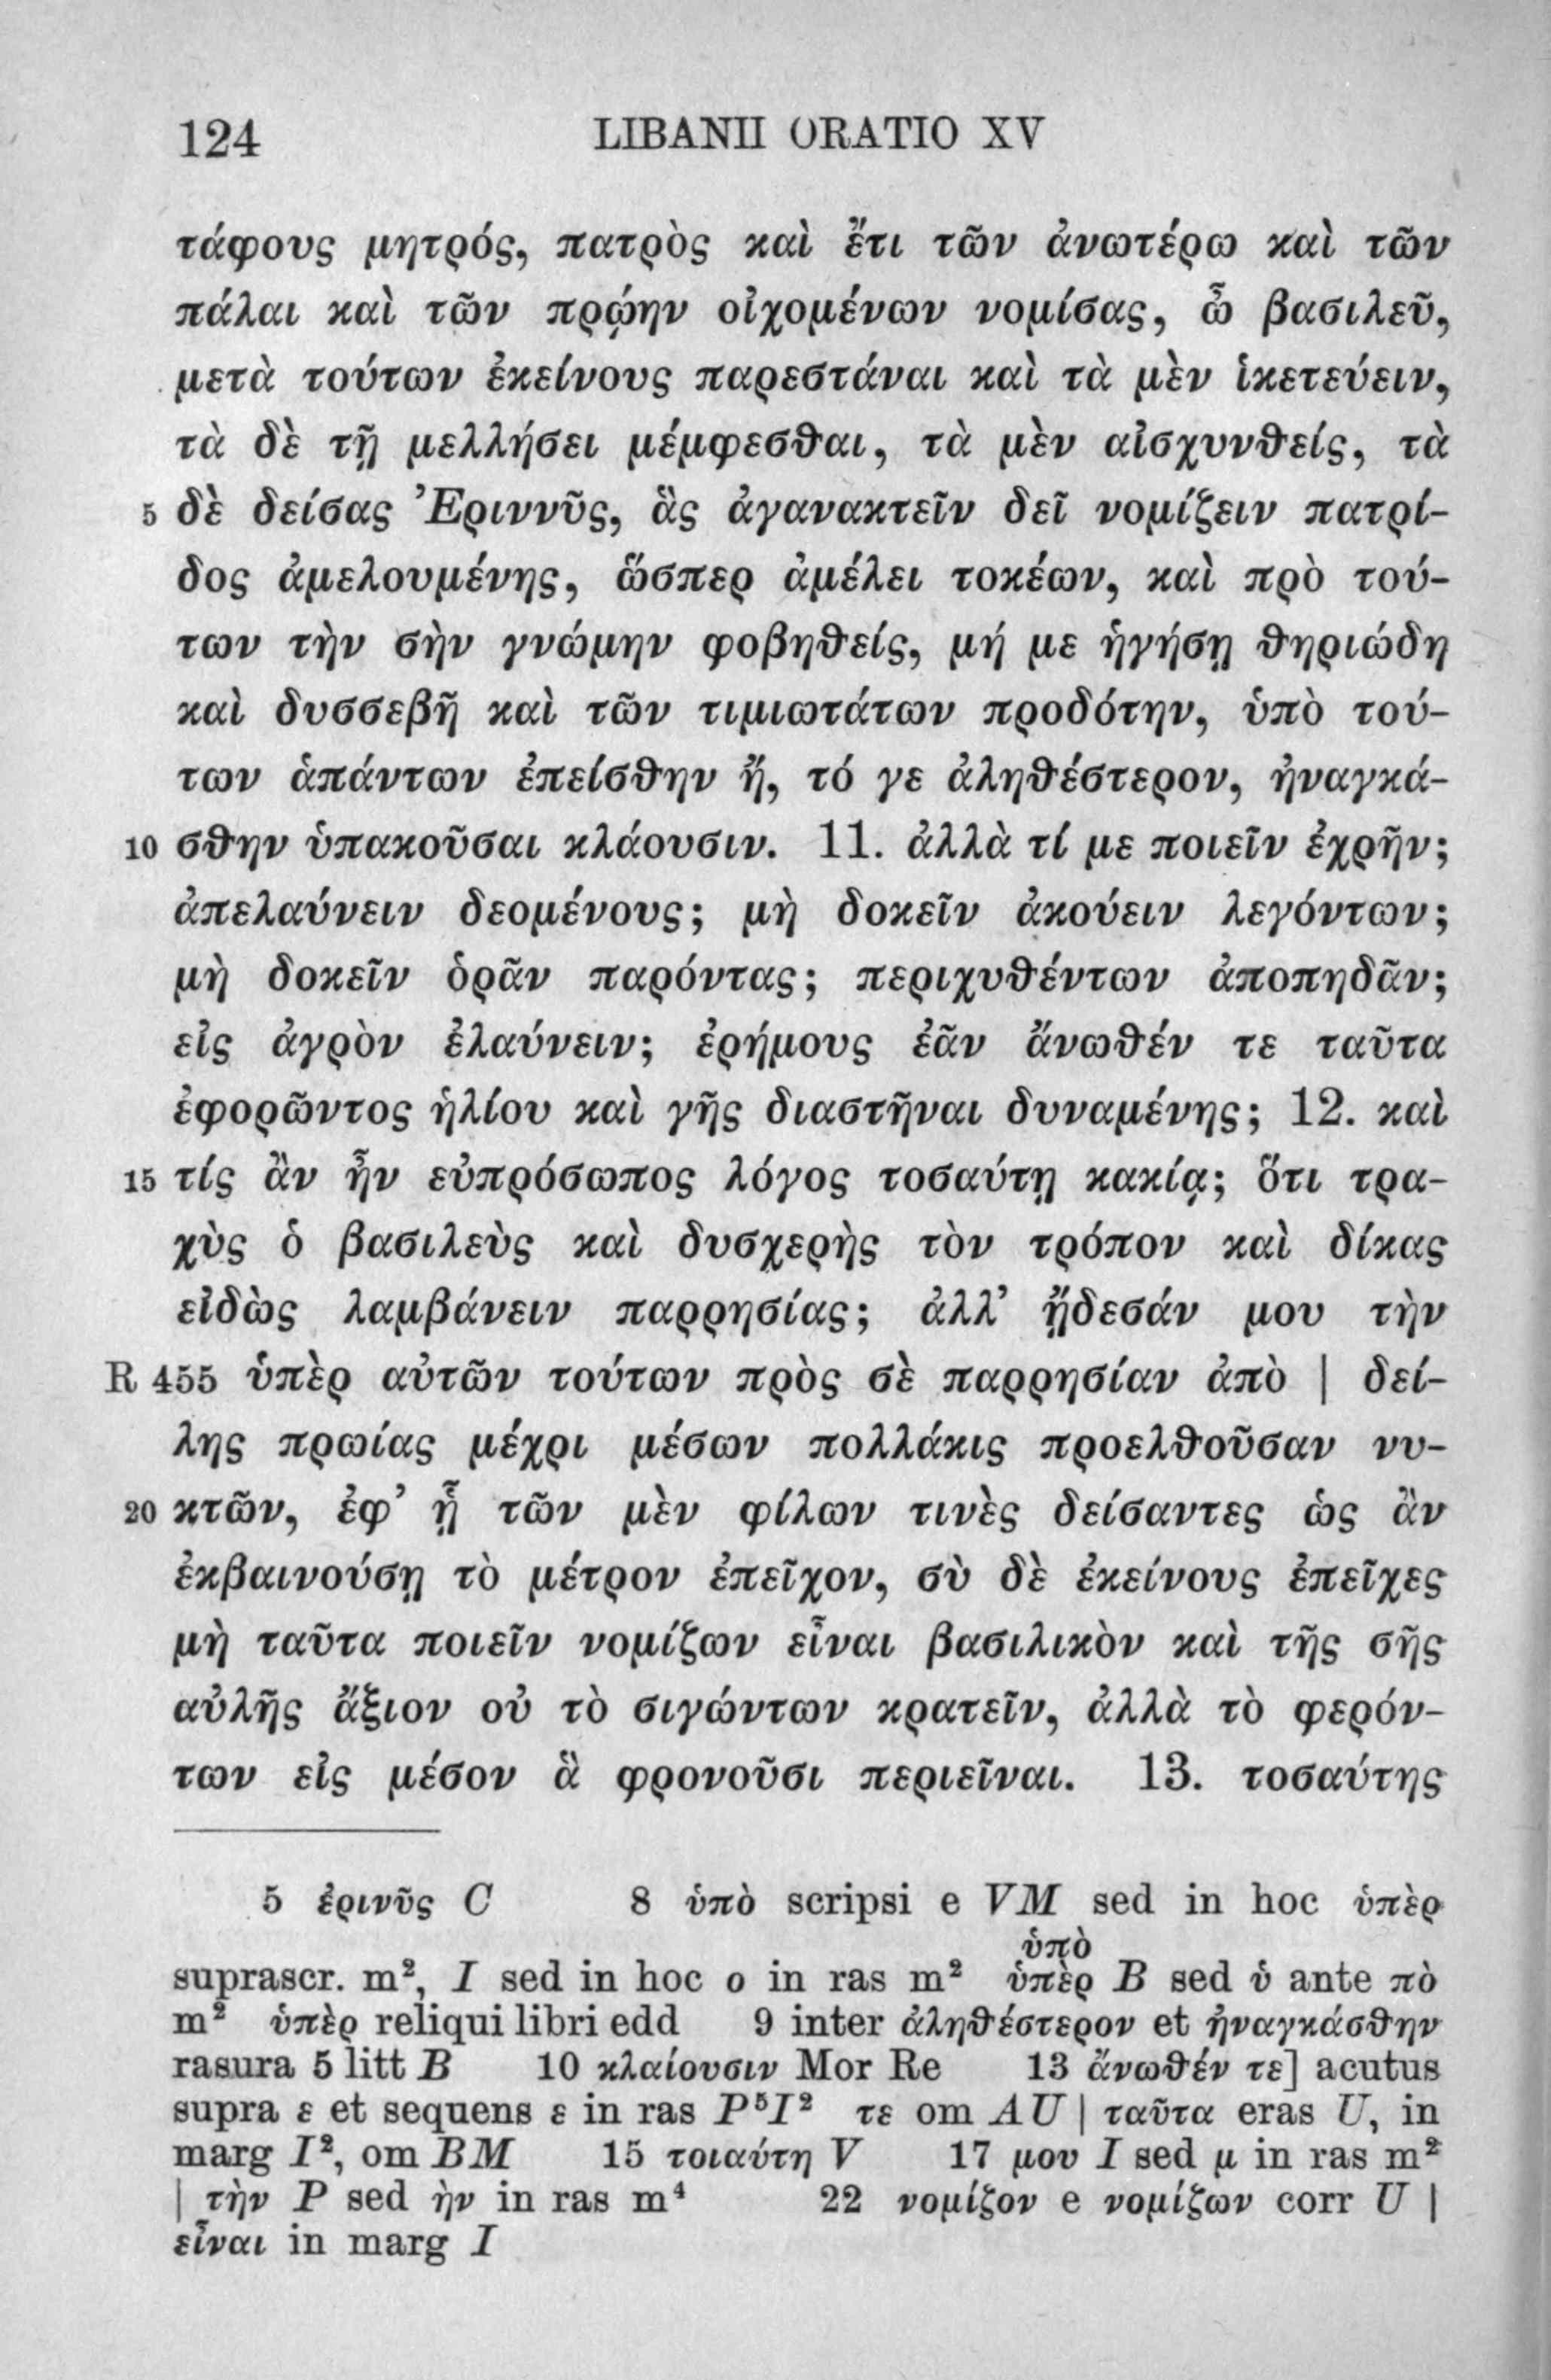 124 LIBANII ORATIO XV
τάφους μητρός, πατρὸς καὶ ἔτι τῶν ἀνωτέρω καὶ τῶν
πάλαι καὶ τῶν πρῴην οἰχομένων νομίσας, ὦ βασιλεῦ,
μετὰ τούτων ἐκείνους παρεστάναι καὶ τὰ μὲν ἱκετεύειν,
τὰ δὲ τῇ μελλήσει μέμφεσθαι, τὰ μὲν αἰσχυνθείς, τὰ
5 δὲ δείσας Ἐριννῦς, ἃς ἀγανακτεῖν δεῖ νομίζειν πατρί-
δος ἀμελουμένης, ὥσπερ ἀμέλει τοκέων, καὶ πρὸ τού-
των τὴν σὴν γνώμην φοβηθείς, μή με ἡγήσῃ θηριώδη
καὶ δυσσεβῆ καὶ τῶν τιμιωτάτων προδότην, ὑπὸ τού-
των ἁπάντων ἐπείσθην ἤ, τό γε ἀληθέστερον, ἠναγκά-
10 σθην ὑπακοῦσαι κλάουσιν. 11. ἀλλὰ τί με ποιεῖν ἐχρῆν;
ἀπελαύνειν δεομένους; μὴ δοκεῖν ἀκούειν λεγόντων;
μὴ δοκεῖν ὁρᾶν παρόντας; περιχυθέντων ἀποπηδᾶν;
εἰς ἀγρὸν ἐλαύνειν; ἐρήμους ἐᾶν ἄνωθέν τε ταῦτα
ἐφορῶντος ἡλίου καὶ γῆς διαστῆναι δυναμένης; 12. καὶ
15 τίς ἂν ἦν εὐπρόσωπος λόγος τοσαύτῃ κακίᾳ; ὅτι τρα-
χὺς ὁ βασιλεὺς καὶ δυσχερὴς τὸν τρόπον καὶ δίκας
εἰδὼς λαμβάνειν παρρησίας; ἀλλ’ ᾔδεσάν μου τὴν
R 455 ὑπὲρ αὐτῶν τούτων πρὸς σὲ παρρησίαν ἀπὸ | δεί-
λης πρωίας μέχρι μέσων πολλάκις προελθοῦσαν νυ-
20 κτῶν, ἐφ’ ᾗ τῶν μὲν φίλων τινὲς δείσαντες ὡς ἂν
ἐκβαινούσῃ τὸ μέτρον ἐπεῖχον, σὺ δὲ ἐκείνους ἐπεῖχες
μὴ ταῦτα ποιεῖν νομίζων εἶναι βασιλικὸν καὶ τῆς σῆς
αὐλῆς ἄξιον οὐ τὸ σιγώντων κρατεῖν, ἀλλὰ τὸ φερόν-
των εἰς μέσον ἃ φρονοῦσι περιεῖναι. 13. τοσαύτης
5 ἐρινῦς C 8 ὑπὸ scripsi e VM sed in hoc ὑπὲρ
ὑπὸ
suprascr. m², I sed in hoc ο in ras m² ὑπὲρ B sed ὑ ante πὸ
m² ὑπὲρ reliqui libri edd 9 inter ἀληθέστερον et ἠναγκάσθην
rasura 5 litt B 10 κλαίουσιν Mor Re 13 ἄνωθέν τε] acutus
supra ε et sequens ε in ras P⁵I² τε om AU | ταῦτα eras U, in
marg I², om BM 15 τοιαύτη V 17 μου I sed μ in ras m²
| τὴν P sed ὴν in ras m⁴ 22 νομίζον e νομίζων corr U |
εἶναι in marg I